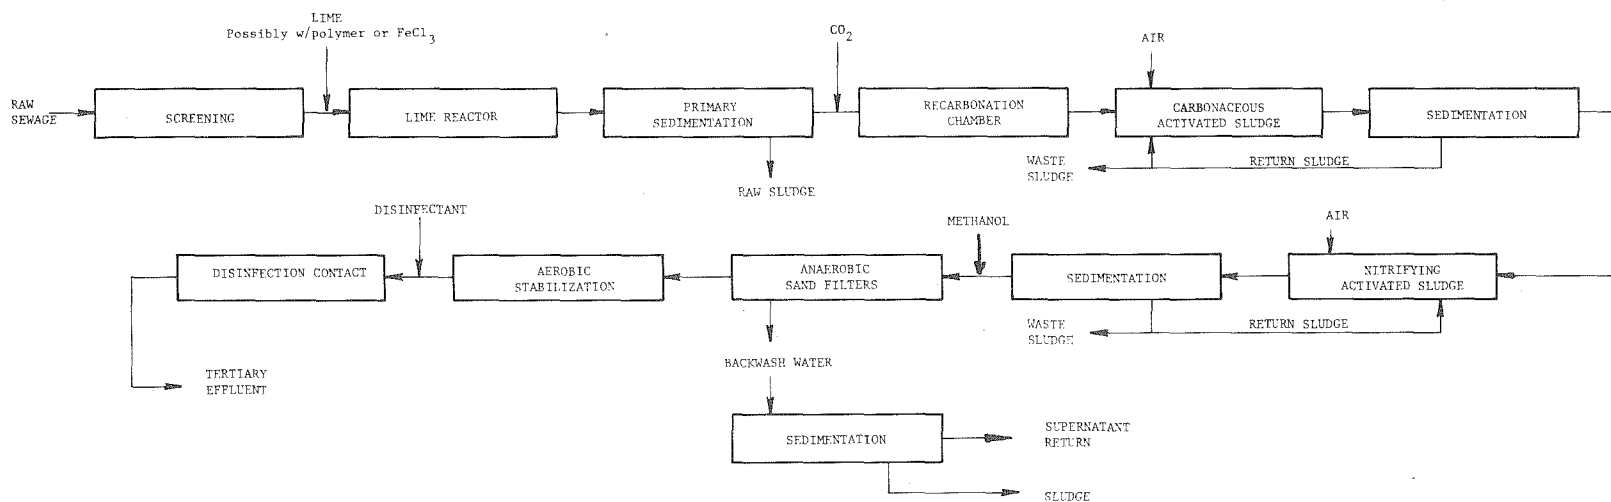 LIME
Possibly w/polymer or FeCl3
CO2
AIR
RAW
SEWAGE
SCREENING
LIME REACTOR
PRIMARY
SEDIMENTATION
RECARBONATION
CHAMBER
CARBONACEOUS
ACTIVATED SLUDGE
SEDIMENTATION
WASTE
SLUDGE
RETURN SLUDGE
RAW SLUDGE
DISINFECTANT
METHANOL
AIR
DISINFECTION CONTACT
AEROBIC
STABILIZATION
ANAEROBIC
SAND FILTERS
SEDIMENTATION
NITRIFYING
ACTIVATED SLUDGE
WASTE
SLUDGE
RETURN SLUDGE
BACKWASH WATER
TERTIARY
EFFLUENT
SEDIMENTATION
SUPERNATANT
RETURN
SLUDGE